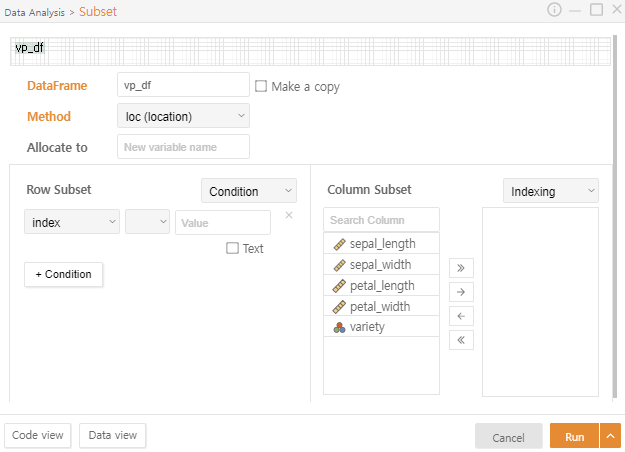 Data Analysis > Subset
vp_df
DataFrame vp_df Make a copy
Method loc (location)
Allocate to New variable name
Row Subset Condition
index Value ×
Text
+ Condition
Column Subset Indexing
Search Column
sepal_length
sepal_width
petal_length
petal_width
variety
Code view Data view Cancel Run